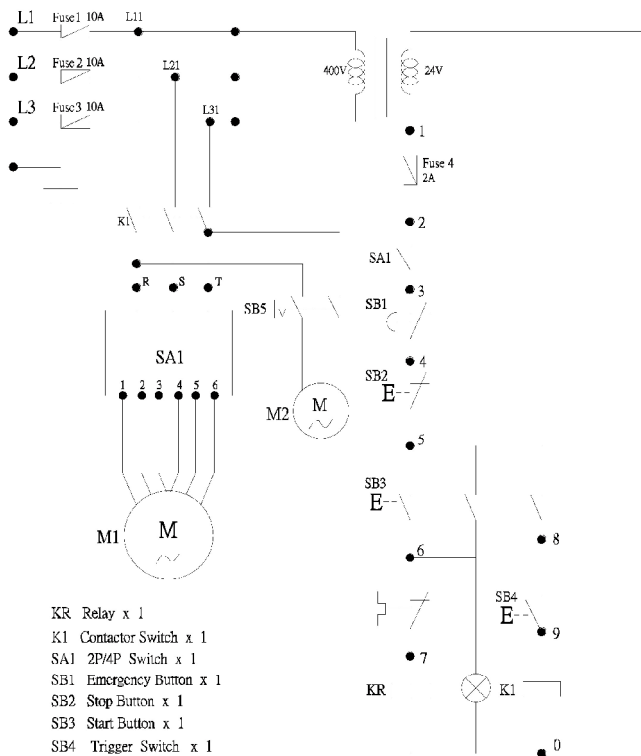 L1 Fuse1 10A L11
L2 Fuse 2 10A L21
L3 Fuse3 10A L31
400V 24V
1
Fuse 4
2A
K1
2
SA1
R S T
3
SB5
SB1
SA1
4
SB2
E
1 2 3 4 5 6
M2 M
5
SB3
E
M1 M
8
6
SB4
E
9
7
KR K1
0
KR Relay x 1
K1 Contactor Switch x 1
SA1 2P/4P Switch x 1
SB1 Emergency Button x 1
SB2 Stop Button x 1
SB3 Start Button x 1
SB4 Trigger Switch x 1